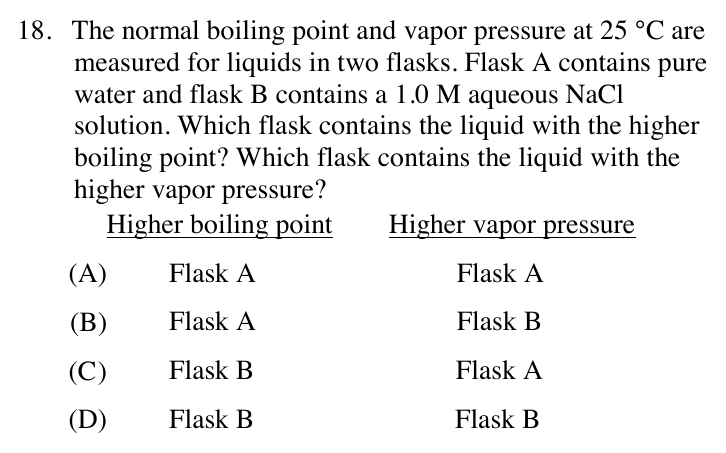 18. The normal boiling point and vapor pressure at 25 °C are
measured for liquids in two flasks. Flask A contains pure
water and flask B contains a 1.0 M aqueous NaCl
solution. Which flask contains the liquid with the higher
boiling point? Which flask contains the liquid with the
higher vapor pressure?
Higher boiling point Higher vapor pressure
(A) Flask A Flask A
(B) Flask A Flask B
(C) Flask B Flask A
(D) Flask B Flask B